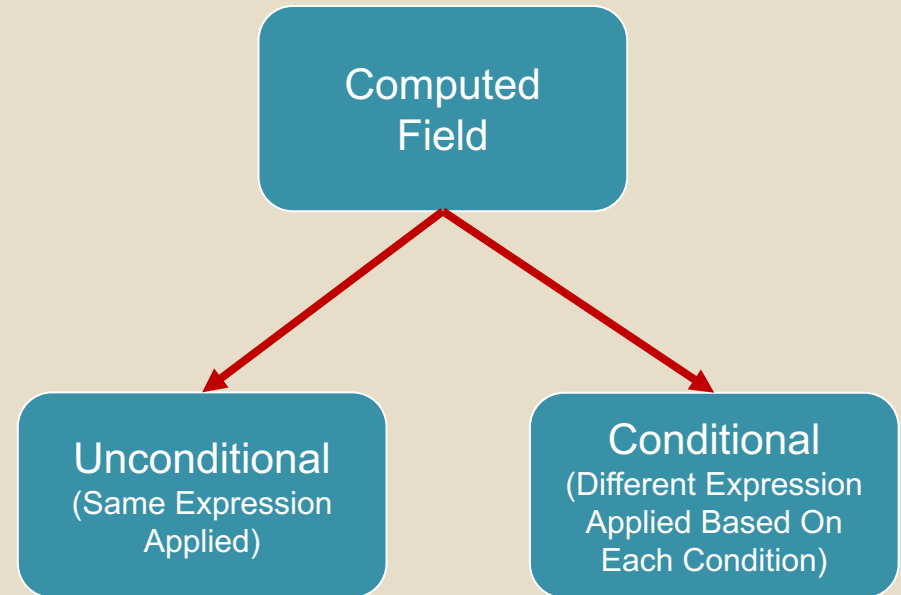 Computed
Field
Unconditional
(Same Expression
Applied)
Conditional
(Different Expression
Applied Based On
Each Condition)